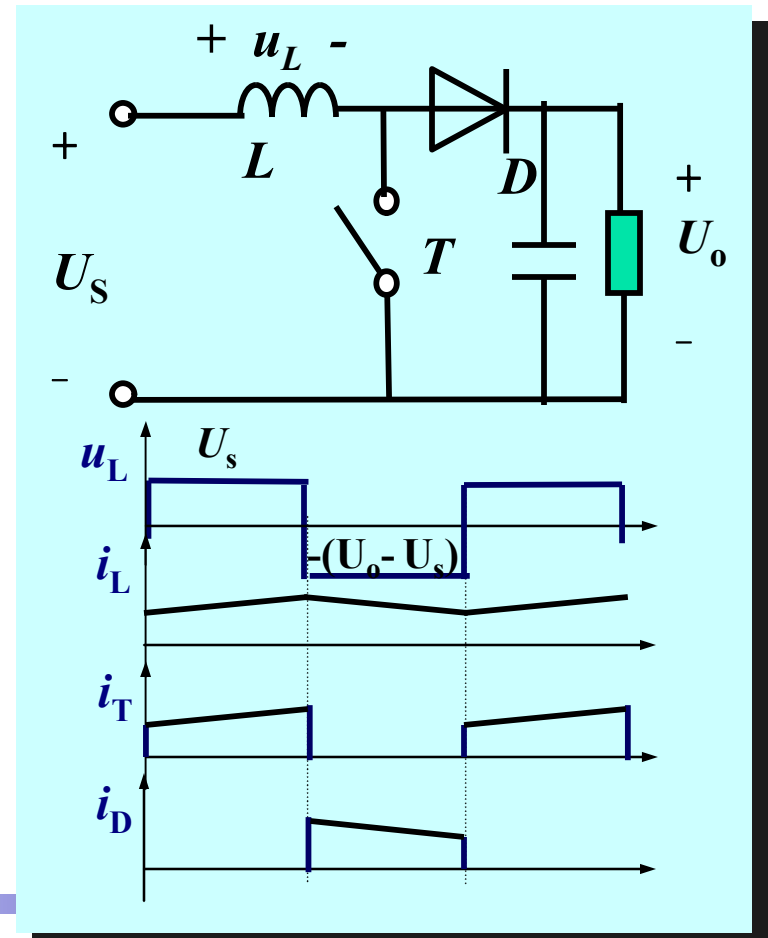 + u_L -
L
D
+
+
U_S
T
U_o
-
-
u_L
U_s
-(U_o- U_s)
i_L
i_T
i_D